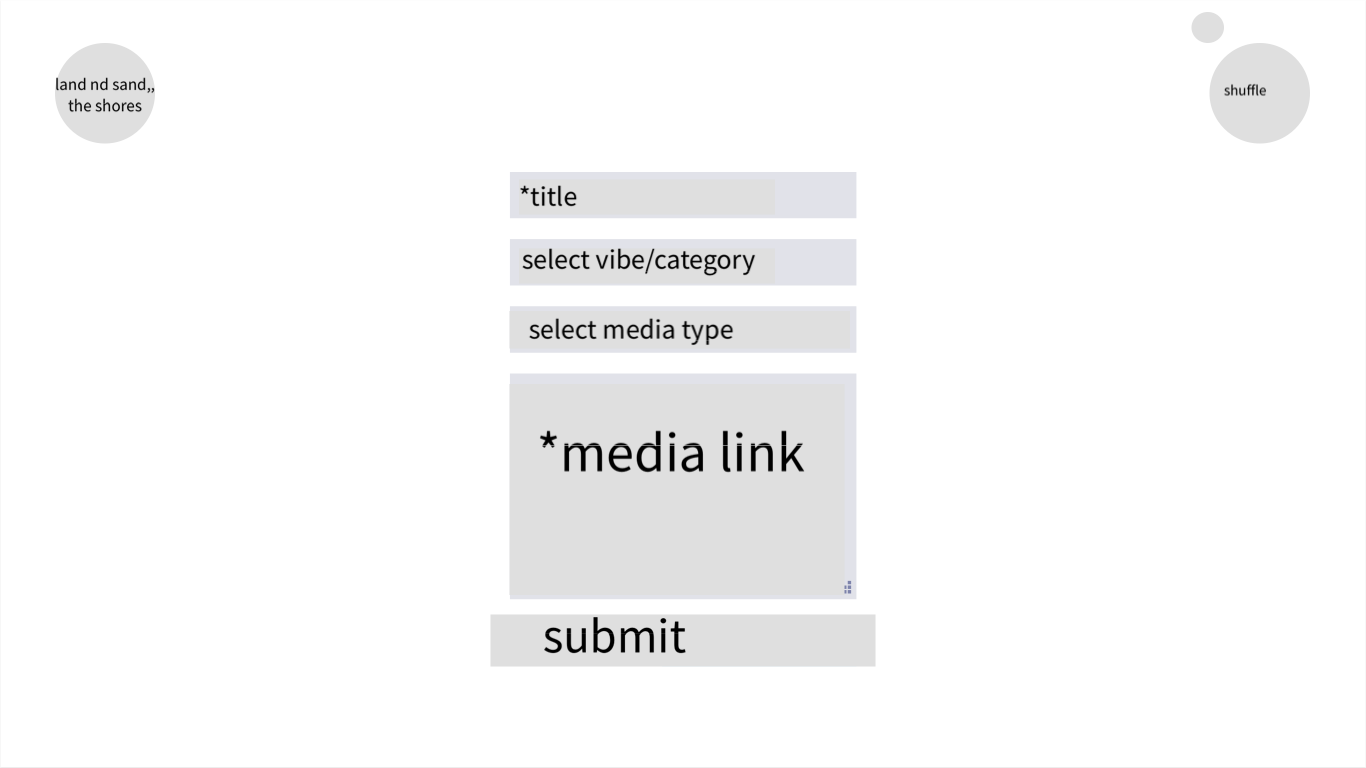 land nd sand,,
the shores
shuffle
*title
select vibe/category
select media type
*media link
submit